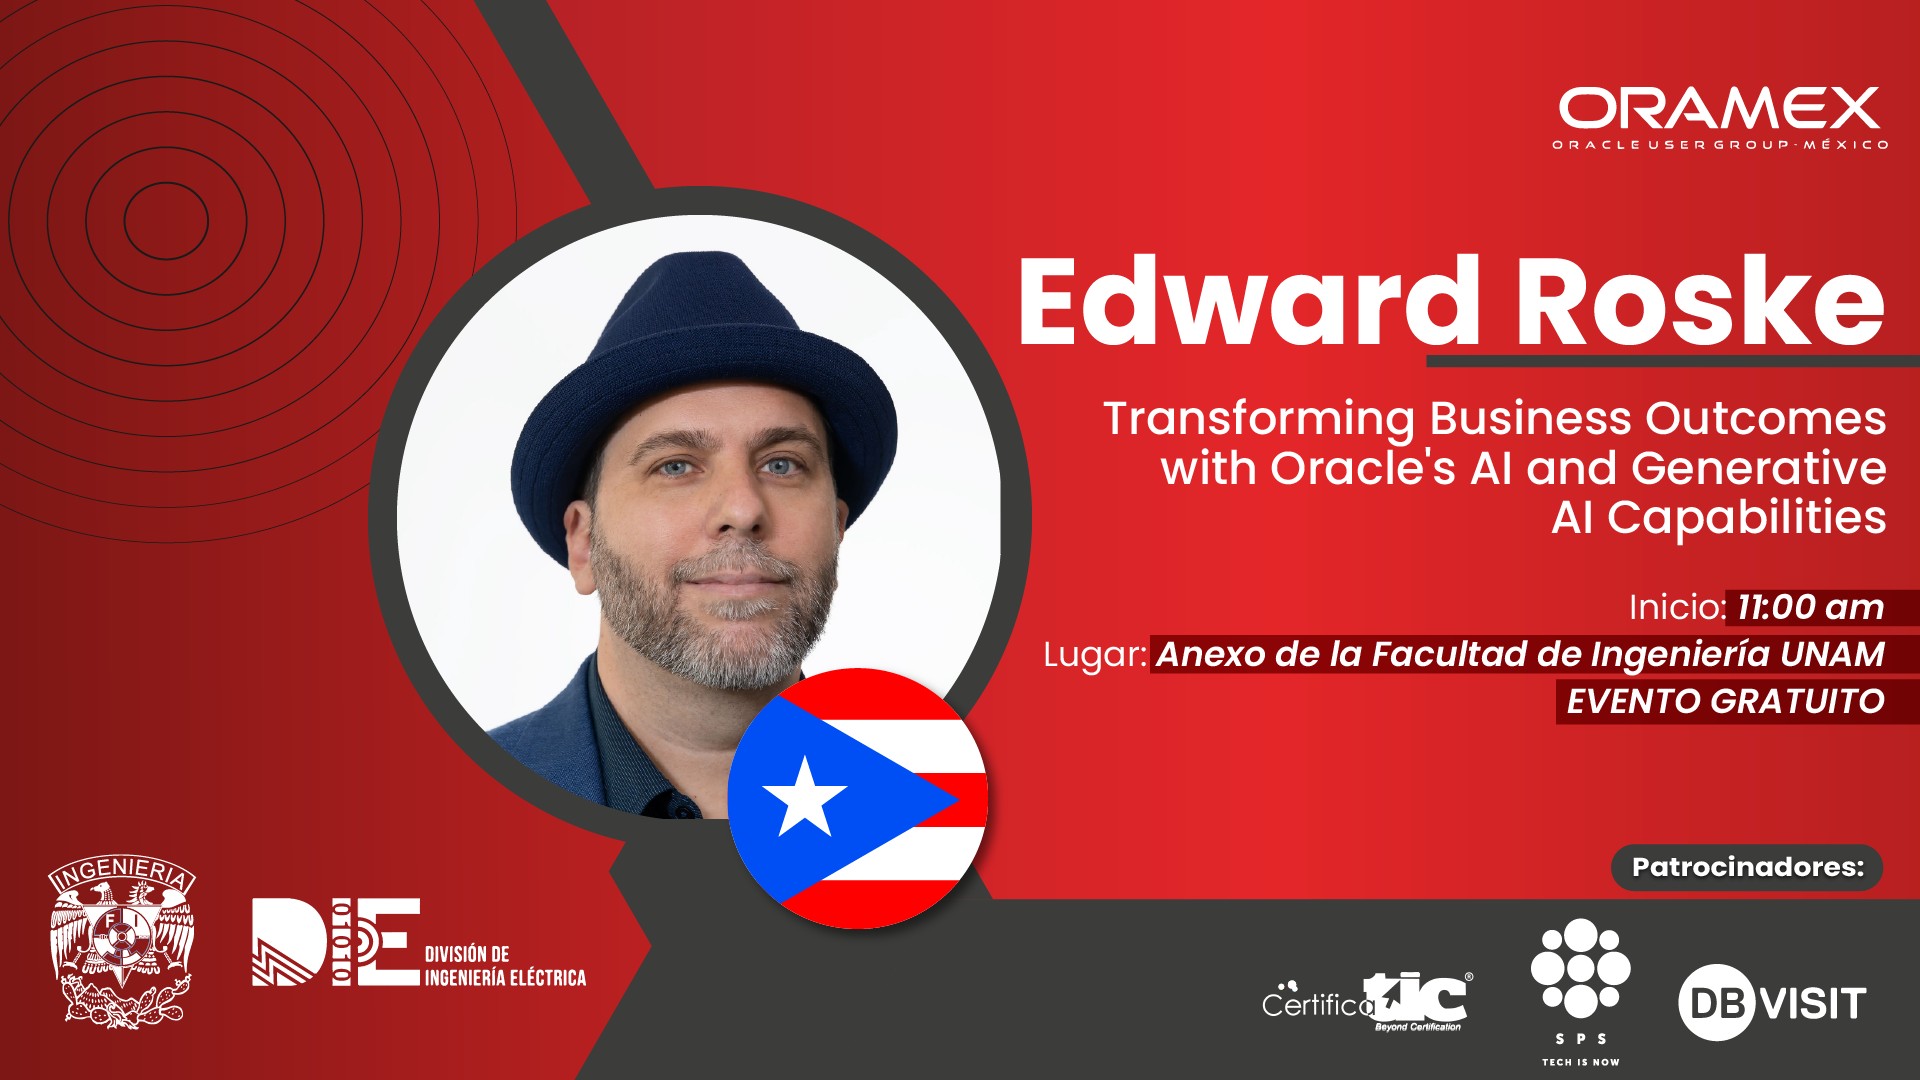 ORAMEX
ORACLE USER GROUP - MÉXICO
Edward Roske
Transforming Business Outcomes
with Oracle's AI and Generative
AI Capabilities
Inicio: 11:00 am
Lugar: Anexo de la Facultad de Ingeniería UNAM
EVENTO GRATUITO
Patrocinadores:
INGENIERIA
F I
DIE
01010
DIVISIÓN DE
INGENIERÍA ELÉCTRICA
Certificatic®
Beyond Certification
SPS
TECH IS NOW
DBVISIT